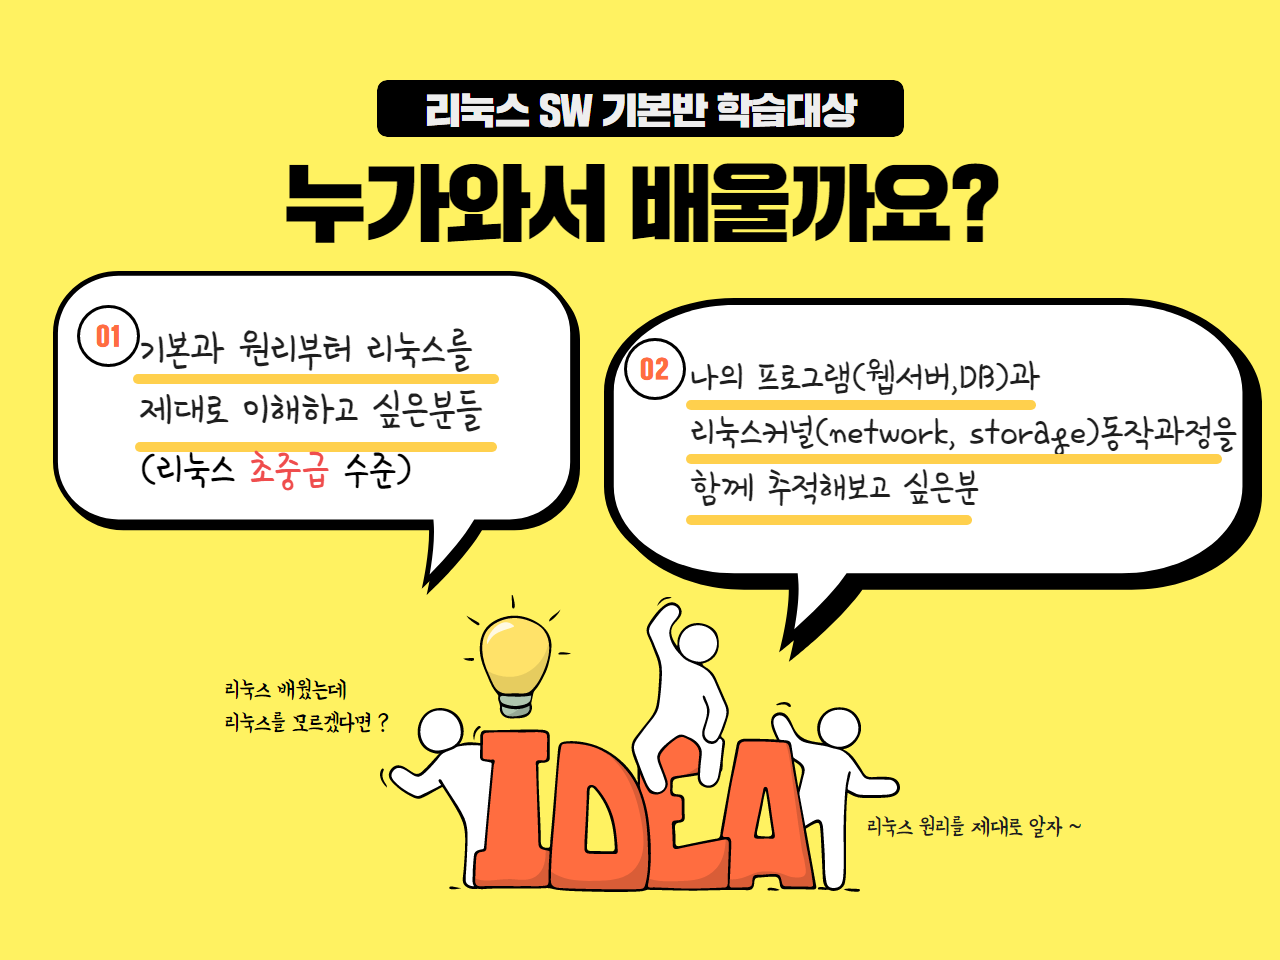 리눅스 SW 기본반 학습대상
누가와서 배울까요?
01
기본과 원리부터 리눅스를
제대로 이해하고 싶은분들
(리눅스 초중급 수준)
02
나의 프로그램(웹서버,DB)과
리눅스커널(network, storage)동작과정을
함께 추적해보고 싶은분
리눅스 배웠는데
리눅스를 모르겠다면 ?
IDEA
리눅스 원리를 제대로 알자 ~